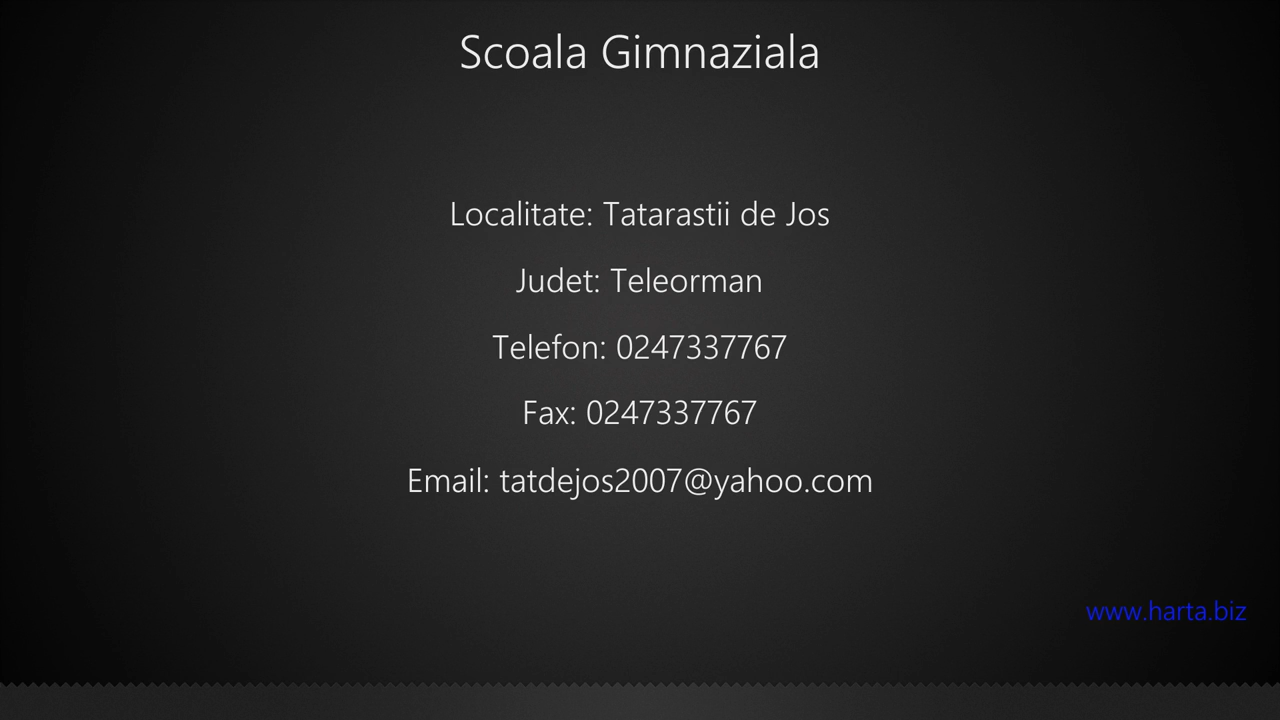 Scoala Gimnaziala
Localitate: Tatarastii de Jos
Judet: Teleorman
Telefon: 0247337767
Fax: 0247337767
Email: tatdejos2007@yahoo.com
www.harta.biz